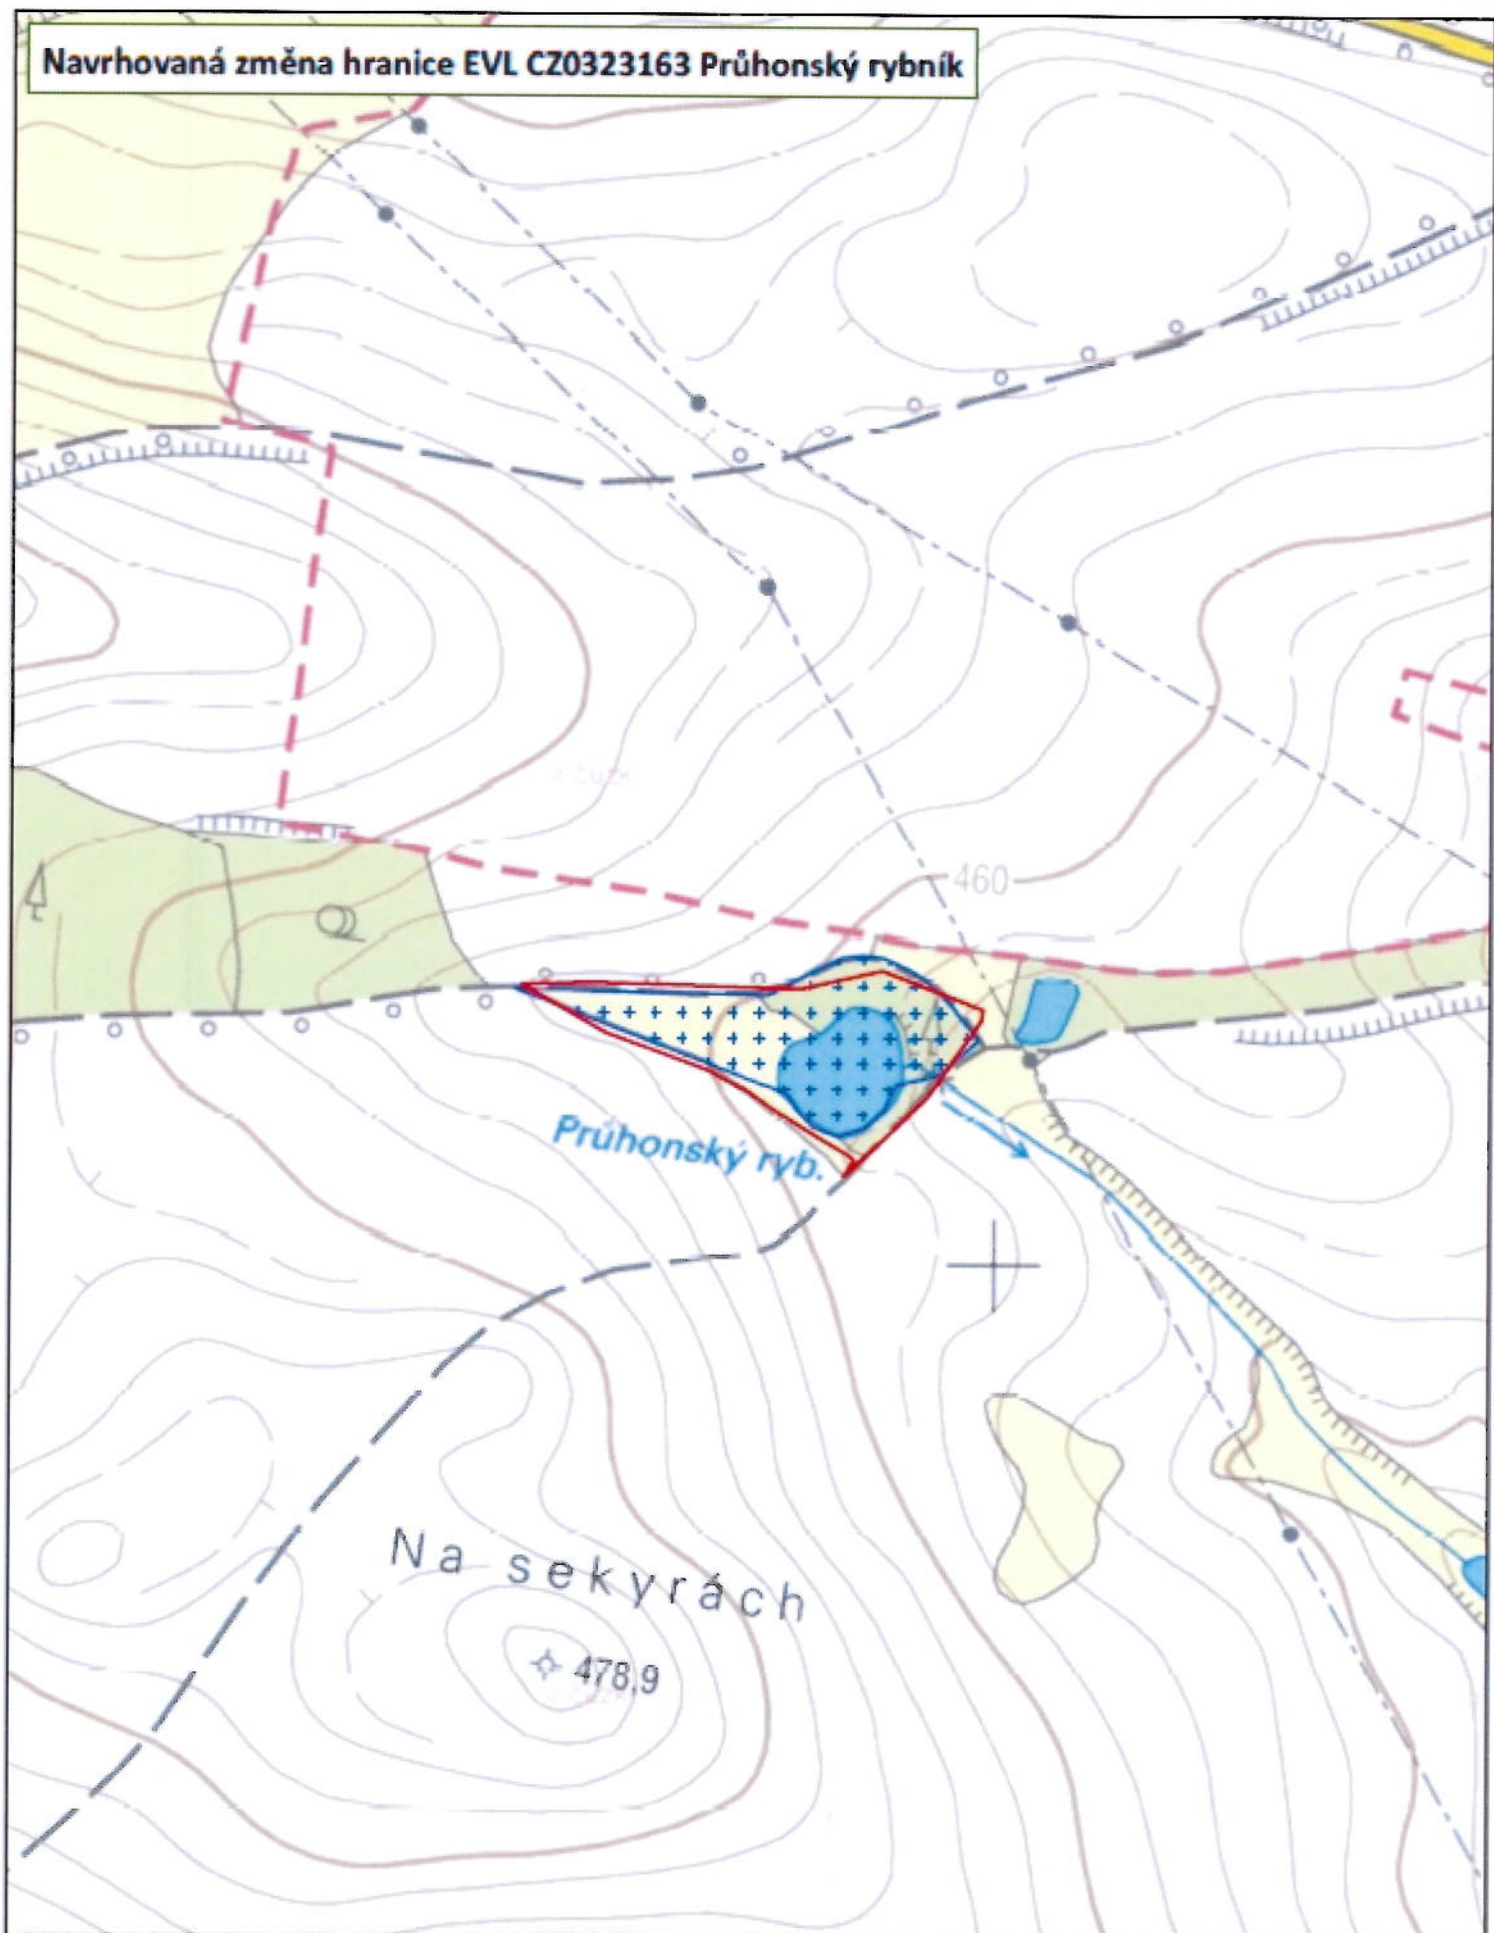 Navrhovaná změna hranice EVL CZ0323163 Průhonský rybník
460
Průhonský ryb.
Na sekyrách
478,9